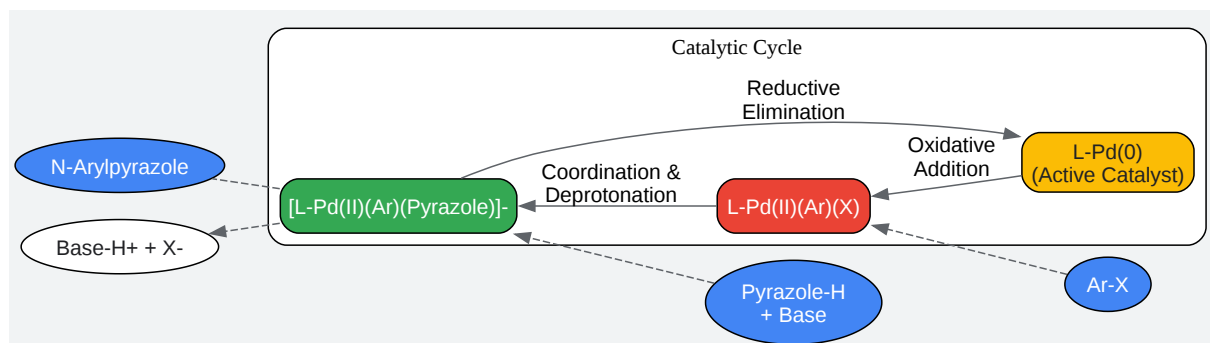 Catalytic Cycle
Reductive
Elimination
Oxidative
Addition
L-Pd(0)
(Active Catalyst)
N-Arylpyrazole
Coordination &
Deprotonation
[L-Pd(II)(Ar)(Pyrazole)]-
L-Pd(II)(Ar)(X)
Base-H+ + X-
Pyrazole-H
+ Base
Ar-X